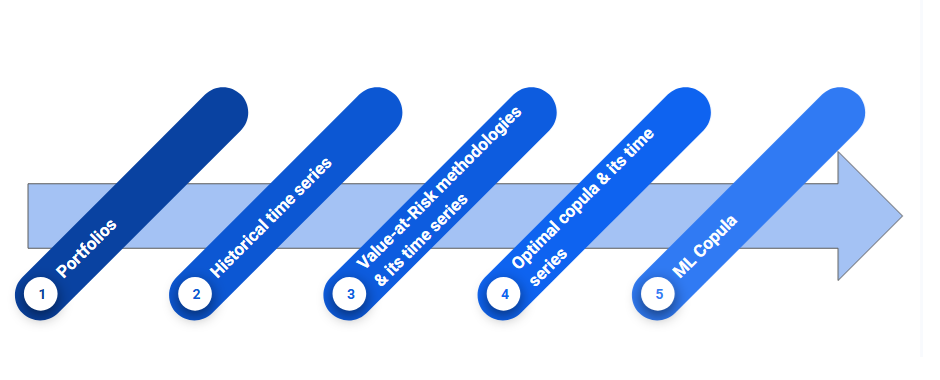 1
Portfolios
2
Historical time series
3
Value-at-Risk methodologies
& its time series
4
Optimal copula & its time
series
5
ML Copula